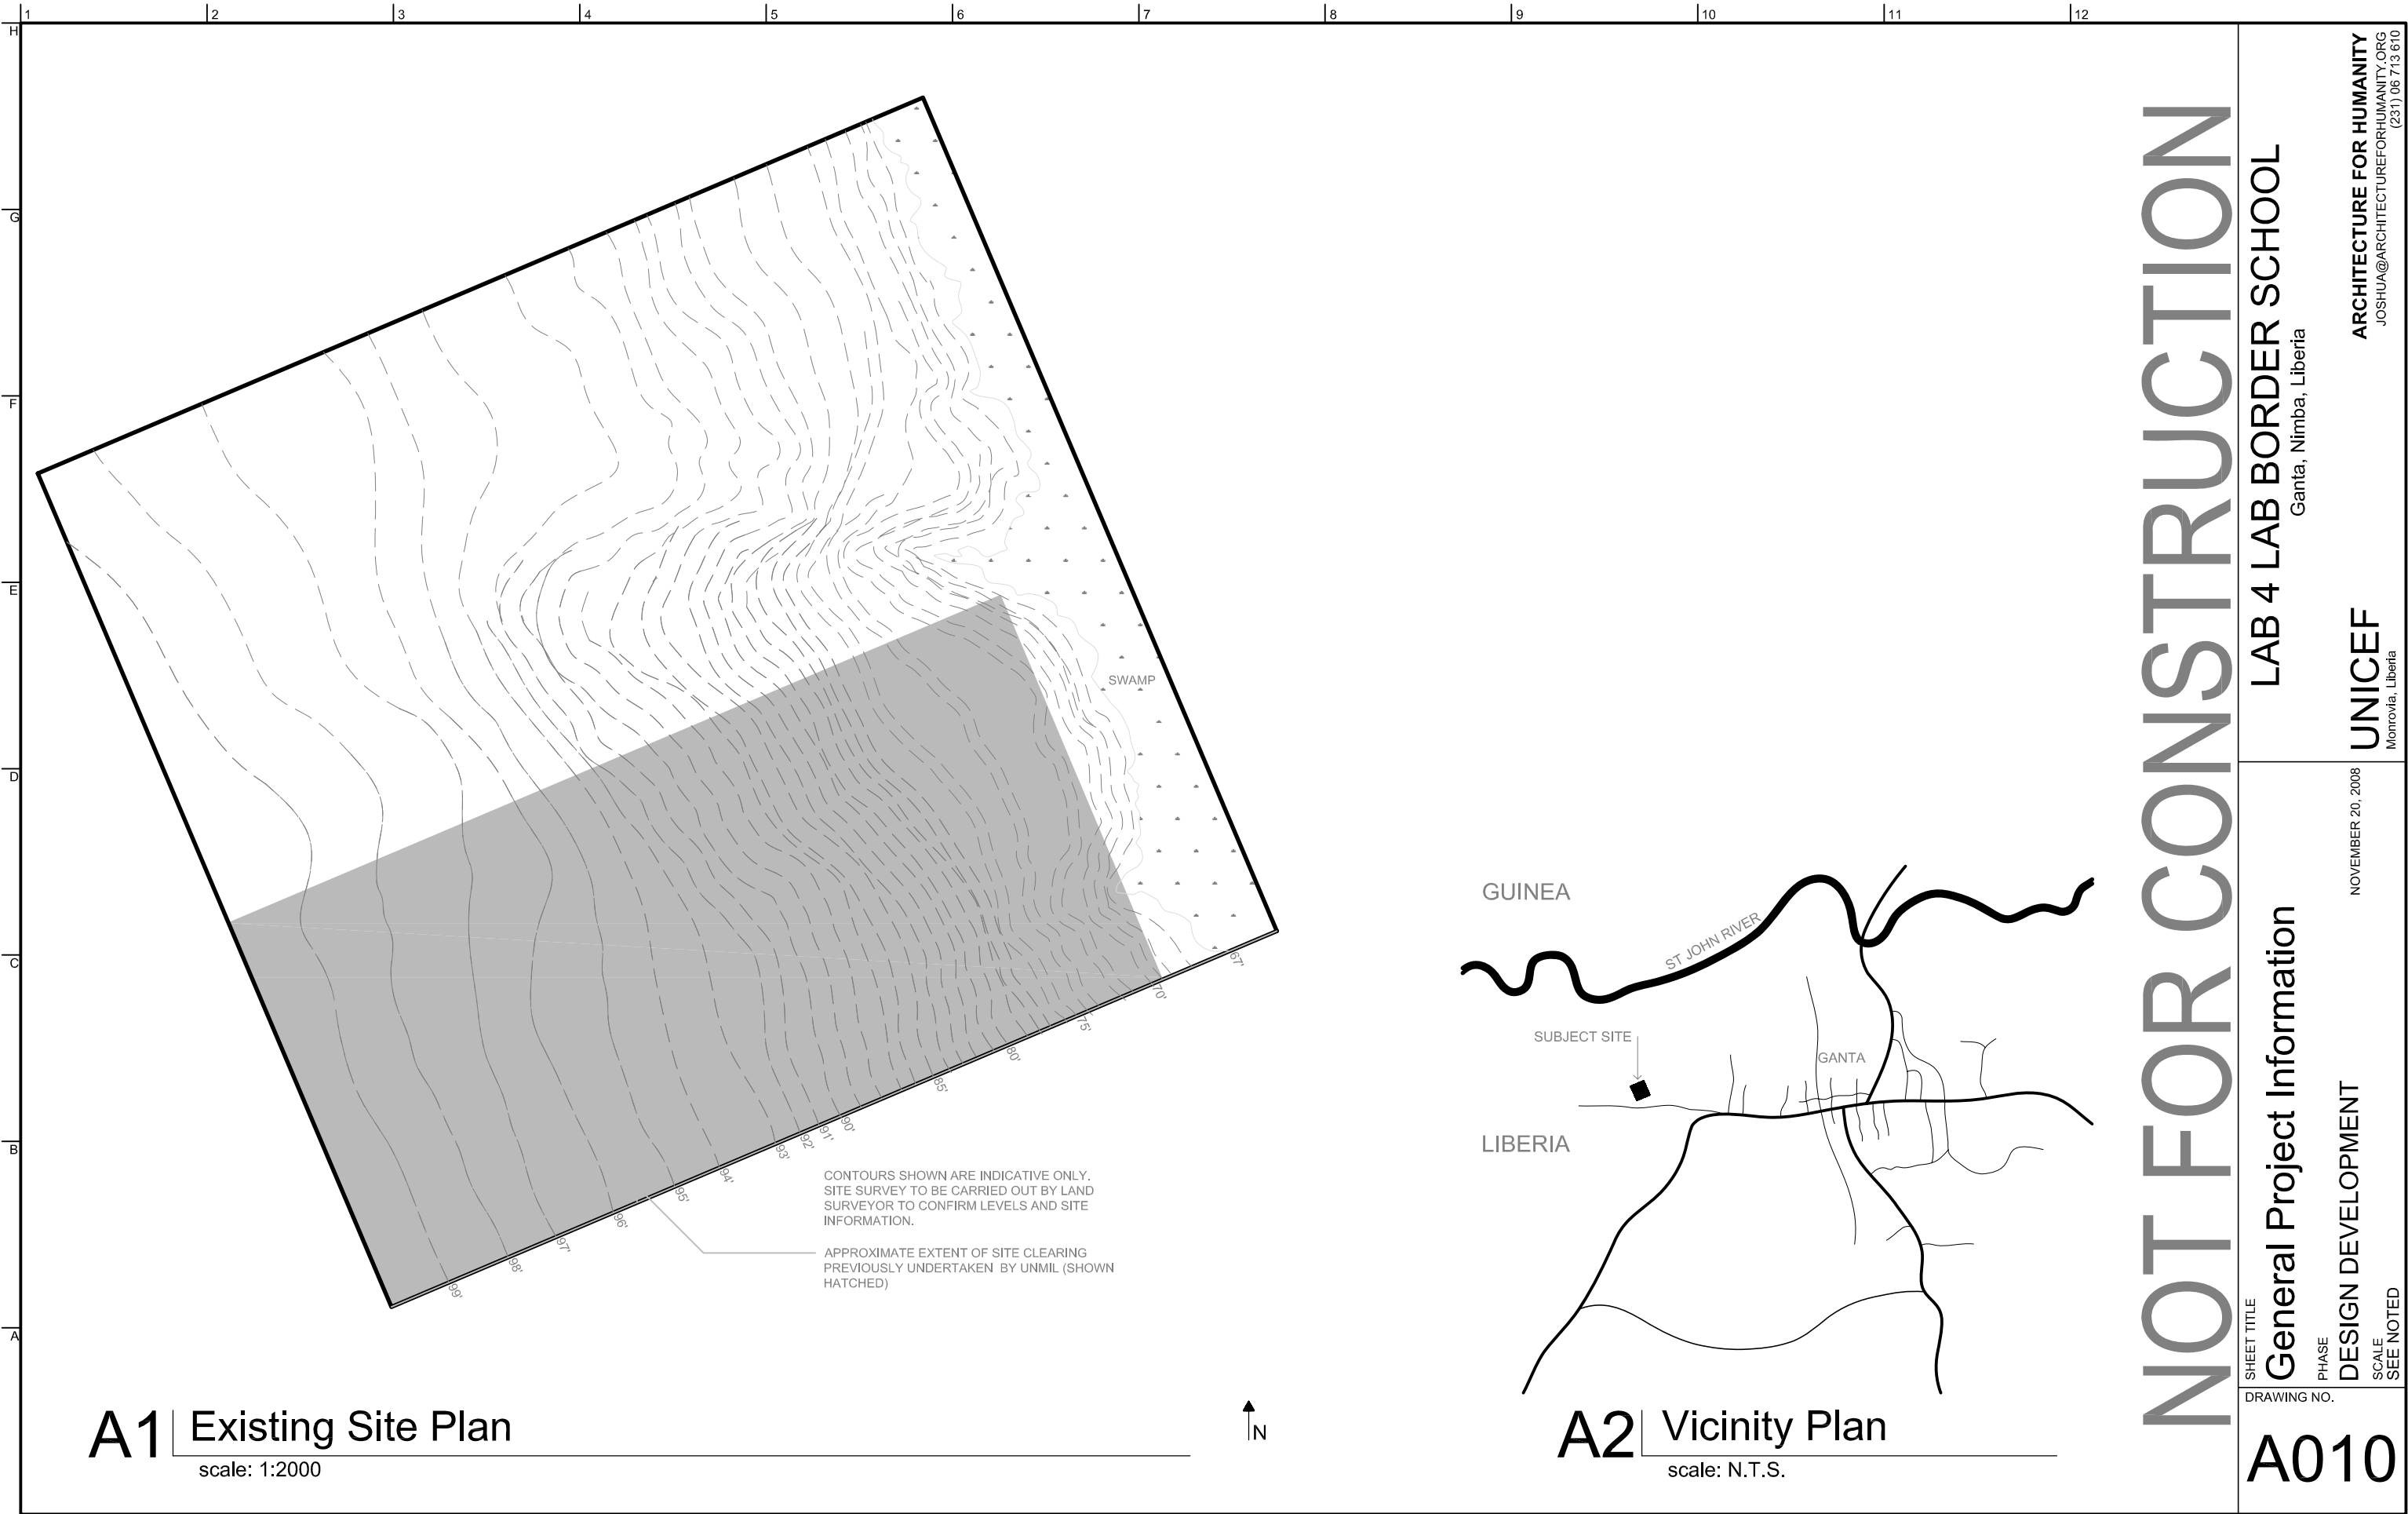 1
2
3
4
5
6
7
8
9
10
11
12
H
G
F
E
D
C
B
A
SWAMP
67'
70'
75'
80'
85'
90'
91'
92'
93'
94'
95'
96'
97'
98'
99'
CONTOURS SHOWN ARE INDICATIVE ONLY.
SITE SURVEY TO BE CARRIED OUT BY LAND
SURVEYOR TO CONFIRM LEVELS AND SITE
INFORMATION.
APPROXIMATE EXTENT OF SITE CLEARING
PREVIOUSLY UNDERTAKEN BY UNMIL (SHOWN
HATCHED)
A1 Existing Site Plan
scale: 1:2000
N
GUINEA
ST JOHN RIVER
SUBJECT SITE
GANTA
LIBERIA
A2 Vicinity Plan
scale: N.T.S.
NOT FOR CONSTRUCTION
LAB 4 LAB BORDER SCHOOL
Ganta, Nimba, Liberia
ARCHITECTURE FOR HUMANITY
JOSHUA@ARCHITECTUREFORHUMANITY.ORG
(231) 06 713 610
UNICEF
Monrovia, Liberia
SHEET TITLE
General Project Information
PHASE
DESIGN DEVELOPMENT
NOVEMBER 20, 2008
SCALE
SEE NOTED
DRAWING NO.
A010